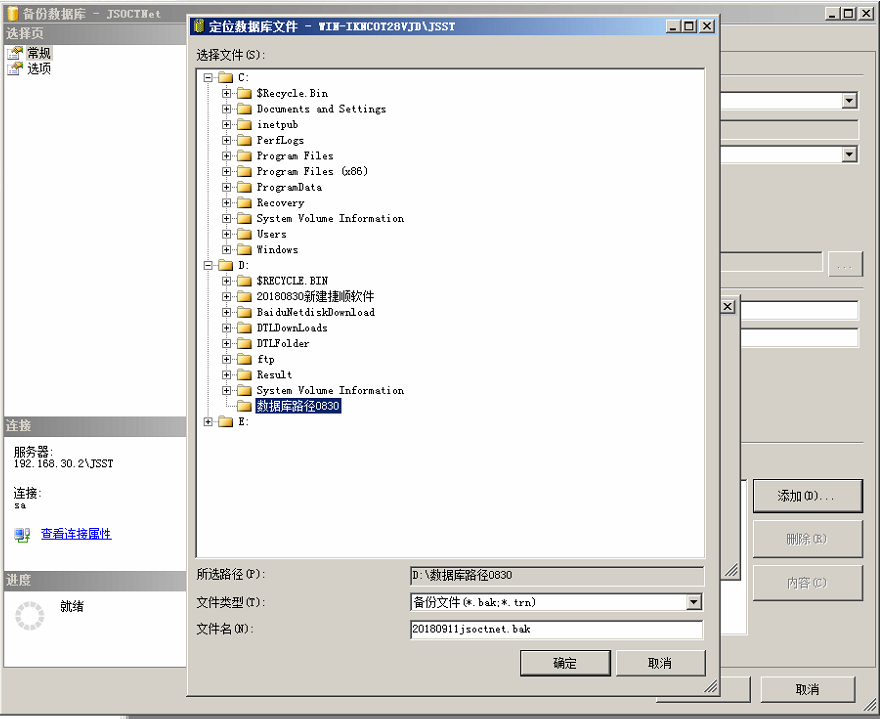 备份数据库 - JSOCTNet
选择页
常规
选项
连接
服务器:
192.168.30.2\JSST
连接:
sa
查看连接属性
进度
就绪
定位数据库文件 - WIN-IKNCOT28VJD\JSST
选择文件(S):
C:
$Recycle.Bin
Documents and Settings
inetpub
PerfLogs
Program Files
Program Files (x86)
ProgramData
Recovery
System Volume Information
Users
Windows
D:
$RECYCLE.BIN
20180830新建捷顺软件
BaiduNetdiskDownload
DTLDownLoads
DTLFolder
ftp
Result
System Volume Information
数据库路径0830
E:
所选路径(P):
D:\数据库路径0830
文件类型(T):
备份文件(*.bak;*.trn)
文件名(N):
20180911jsoctnet.bak
确定
取消
...
添加(D)...
删除(R)
内容(C)
取消